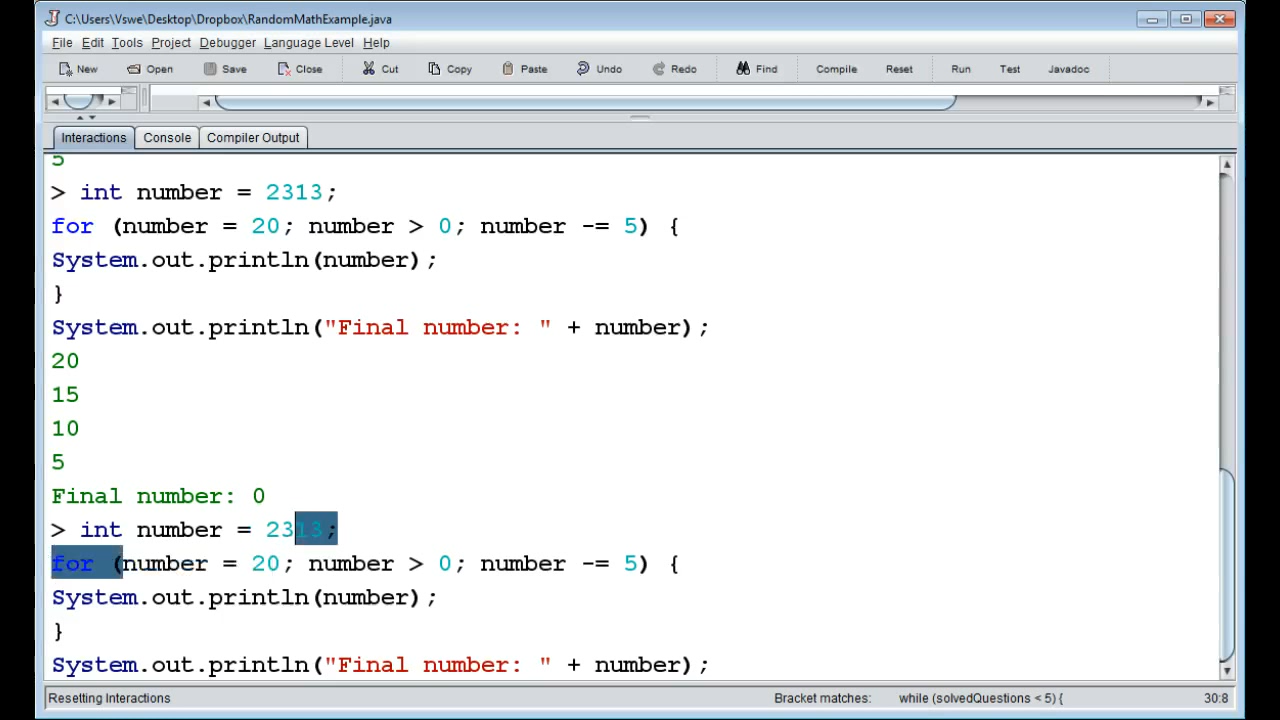 C:\Users\Vswe\Desktop\Dropbox\RandomMathExample.java
File Edit Tools Project Debugger Language Level Help
New Open Save Close Cut Copy Paste Undo Redo Find Compile Reset Run Test Javadoc
Interactions Console Compiler Output
5
> int number = 2313;
for (number = 20; number > 0; number -= 5) {
System.out.println(number);
}
System.out.println("Final number: " + number);
20
15
10
5
Final number: 0
> int number = 2313;
for (number = 20; number > 0; number -= 5) {
System.out.println(number);
}
System.out.println("Final number: " + number);
Resetting Interactions Bracket matches: while (solvedQuestions < 5) { 30:8